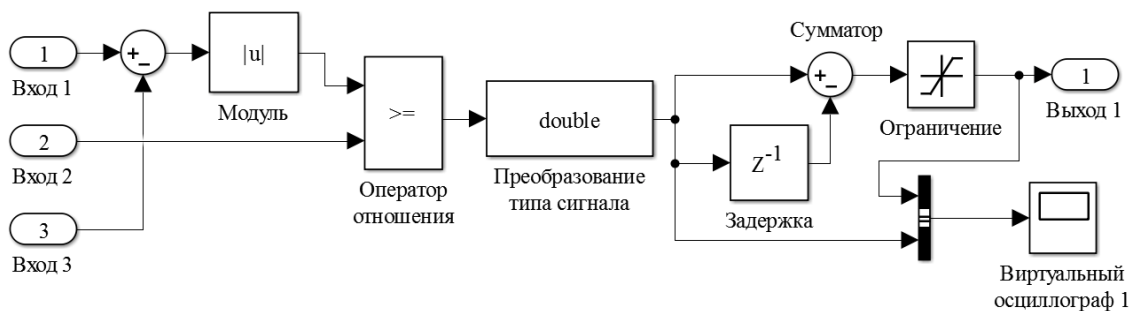 1
Вход 1
2
Вход 2
3
Вход 3
+
-
|u|
Модуль
>=
Оператор
отношения
double
Преобразование
типа сигнала
Z-1
Задержка
Сумматор
+
-
Ограничение
1
Выход 1
Виртуальный
осциллограф 1